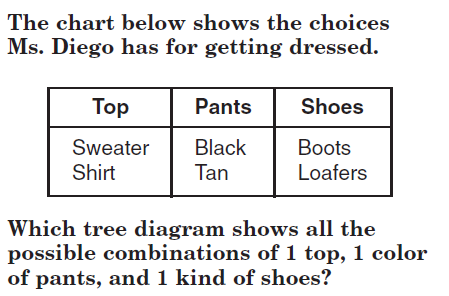 The chart below shows the choices
Ms. Diego has for getting dressed.
Top Pants Shoes
Sweater Black Boots
Shirt Tan Loafers
Which tree diagram shows all the
possible combinations of 1 top, 1 color
of pants, and 1 kind of shoes?